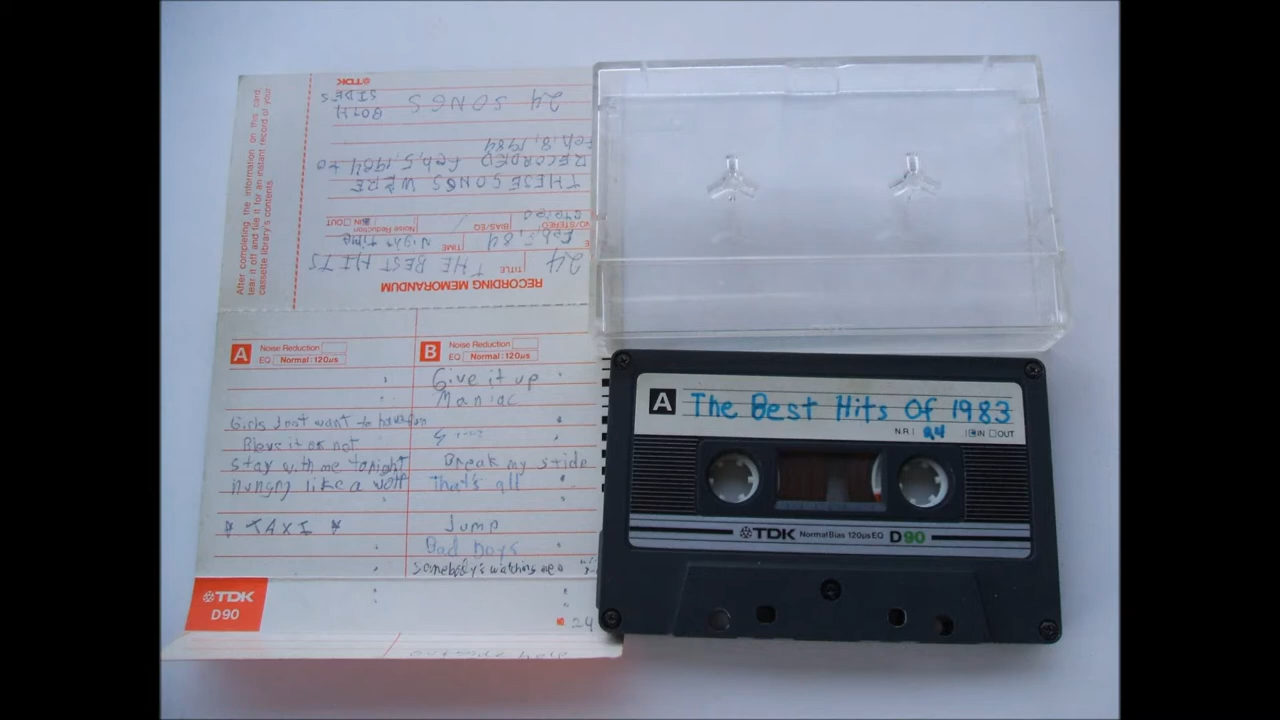 After completing the information on this card,
tear it off and file it for an instant record of your
cassette library's contents
RECORDING MEMORANDUM
TITLE THE BEST HITS
24
Feb, 5, 84 TIME Night Time
NO/STEREO BIAS/EQ Noise Reduction IN OUT
THESE SONGS WERE
RECORDED Feb, 5, 1984 to
Feb, 8, 1984
24 SONGS BOTH
SIDES
TDK
A Noise Reduction
EQ Normal: 120µs
Girls Just want to havefun
Bleve it or not
stay with me tonight
hungry like a wolf
TAXI
B Noise Reduction
EQ Normal: 120µs
Give it up
Maniac
Break my stide
That's all
Jump
Bad boys
somebody's watching me
24
TDK
D90
A The Best Hits Of 1983
N.R. 24 IN OUT
TDK Normal Bias 120µs EQ D90